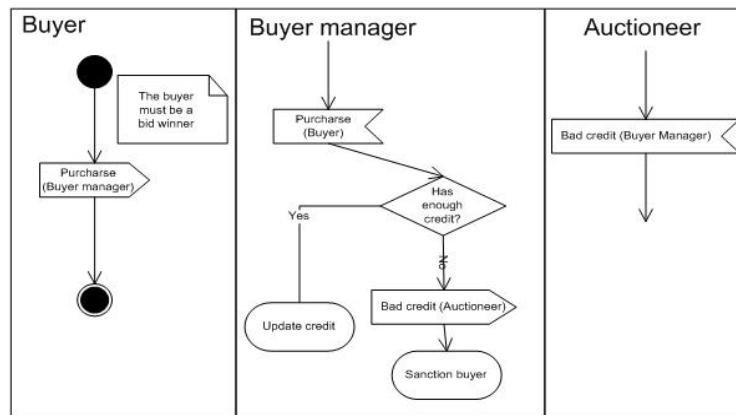 Buyer
The buyer
must be a
bid winner
Purcharse
(Buyer manager)
Buyer manager
Purcharse
(Buyer)
Has
enough
credit?
Yes
No
Bad credit (Auctioneer)
Update credit
Sanction buyer
Auctioneer
Bad credit (Buyer Manager)